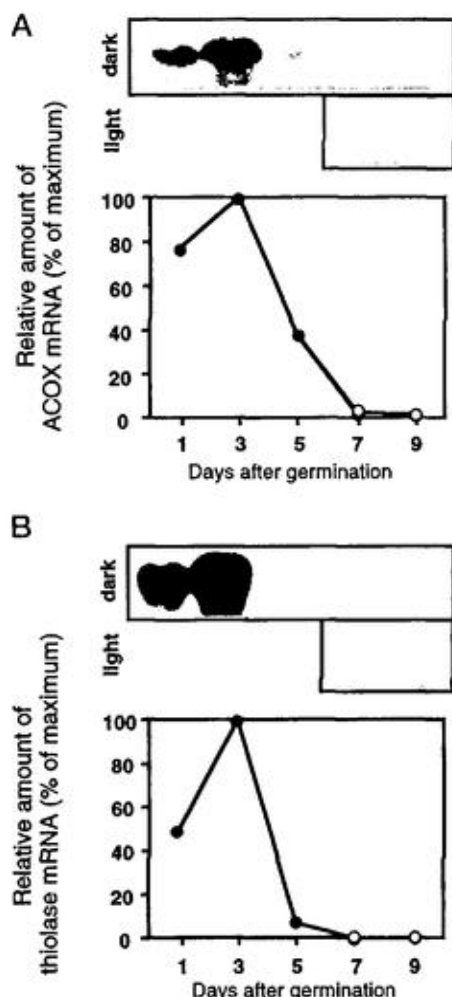 A
dark
light
Relative amount of
ACOX mRNA (% of maximum)
100
80
60
40
20
0
1 3 5 7 9
Days after germination
B
dark
light
Relative amount of
thiolase mRNA (% of maximum)
100
80
60
40
20
0
1 3 5 7 9
Days after germination